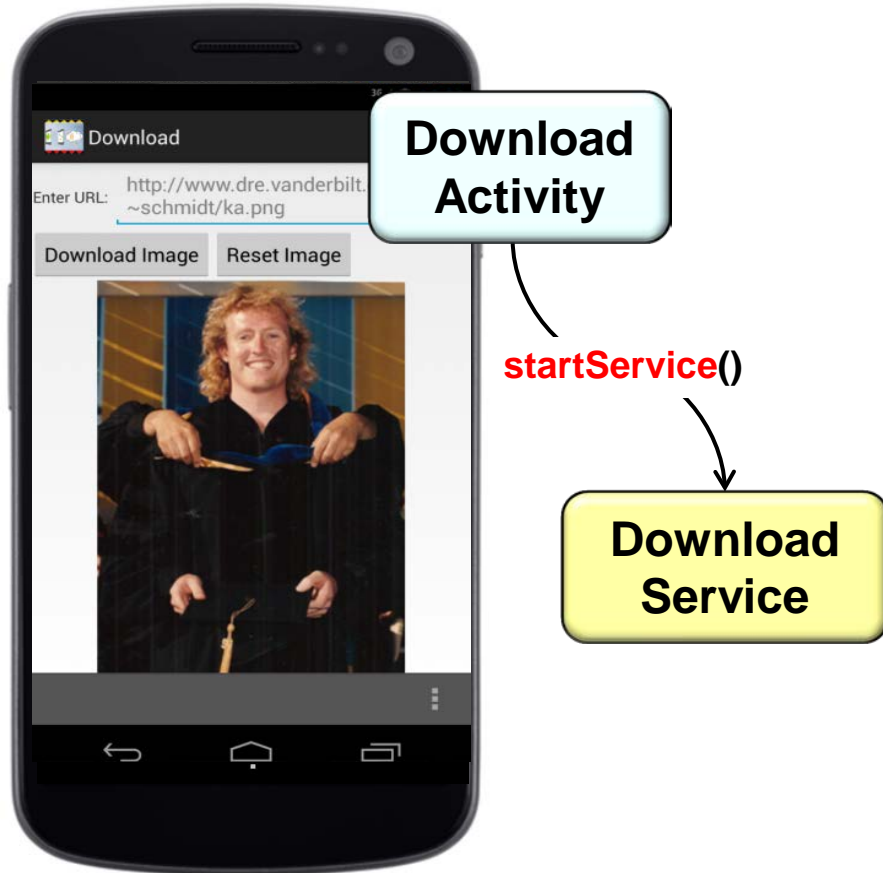 36
Download
Enter URL:
http://www.dre.vanderbilt.
~schmidt/ka.png
Download Image
Reset Image
Download
Activity
startService()
Download
Service